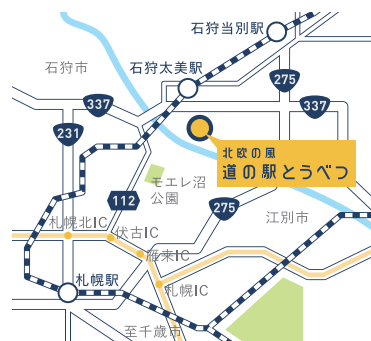 石狩当別駅
石狩市
石狩太美駅
275
337
337
231
北欧の風
道の駅とうべつ
モエレ沼
公園
112
275
江別市
札幌北IC
伏古IC
雁来IC
札幌駅
札幌IC
至千歳市